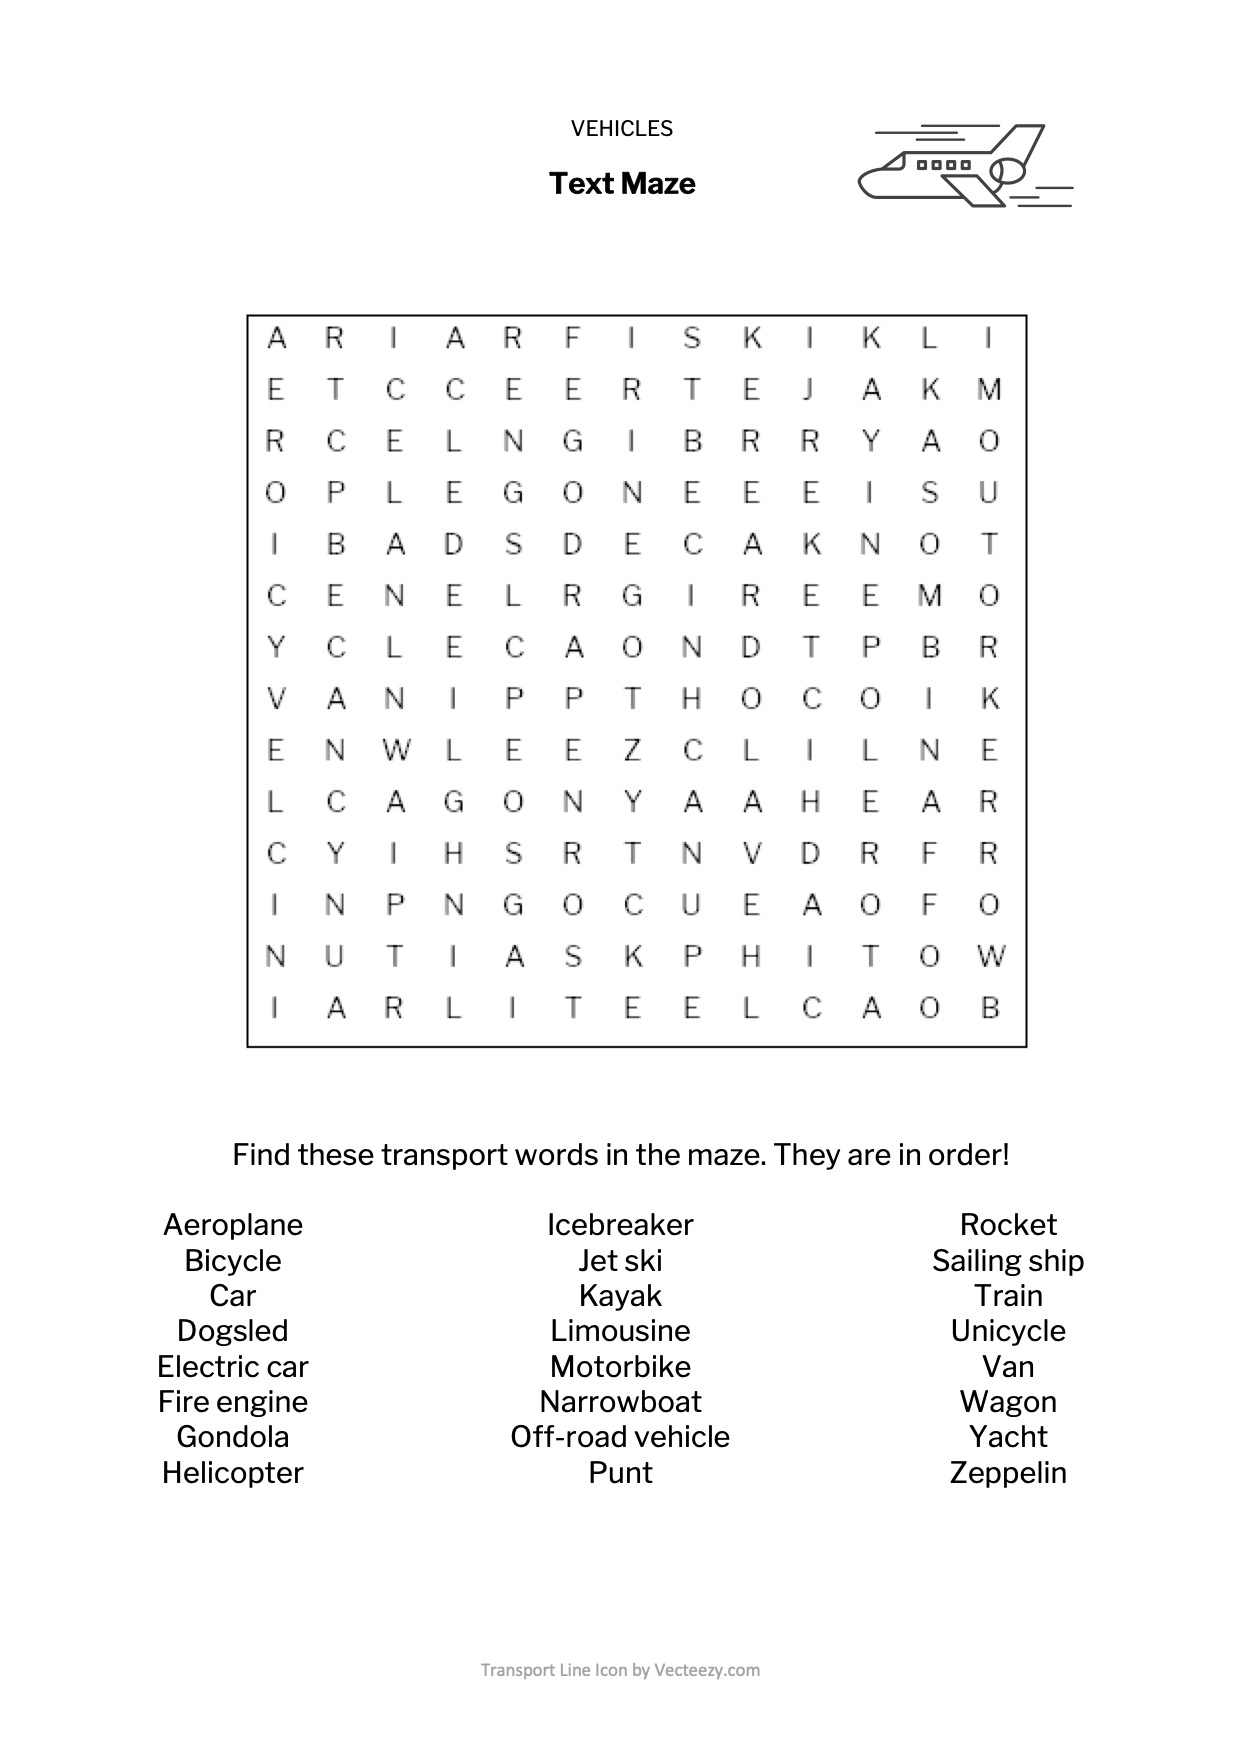 VEHICLES
Text Maze
A R I A R F I S K I K L I
E T C C E E R T E J A K M
R C E L N G I B R R Y A O
O P L E G O N E E E I S U
I B A D S D E C A K N O T
C E N E L R G I R E E M O
Y C L E C A O N D T P B R
V A N I P P T H O C O I K
E N W L E E Z C L I L N E
L C A G O N Y A A H E A R
C Y I H S R T N V D R F R
I N P N G O C U E A O F O
N U T I A S K P H I T O W
I A R L I T E E L C A O B
Find these transport words in the maze. They are in order!
Aeroplane Icebreaker Rocket
Bicycle Jet ski Sailing ship
Car Kayak Train
Dogsled Limousine Unicycle
Electric car Motorbike Van
Fire engine Narrowboat Wagon
Gondola Off-road vehicle Yacht
Helicopter Punt Zeppelin
Transport Line Icon by Vecteezy.com